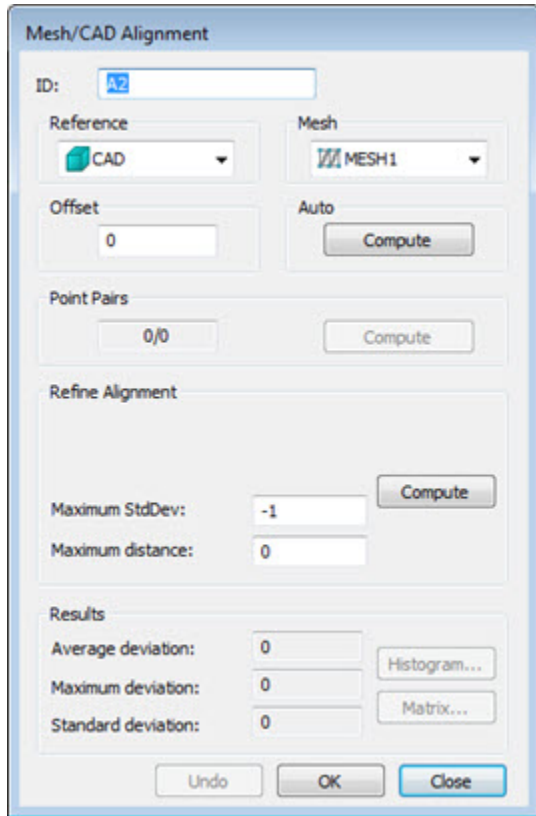 Mesh/CAD Alignment
ID: A2
Reference Mesh
CAD MESH1
Offset Auto
0 Compute
Point Pairs
0/0 Compute
Refine Alignment
Compute
Maximum StdDev: -1
Maximum distance: 0
Results
Average deviation: 0
Histogram...
Maximum deviation: 0
Matrix...
Standard deviation: 0
Undo OK Close